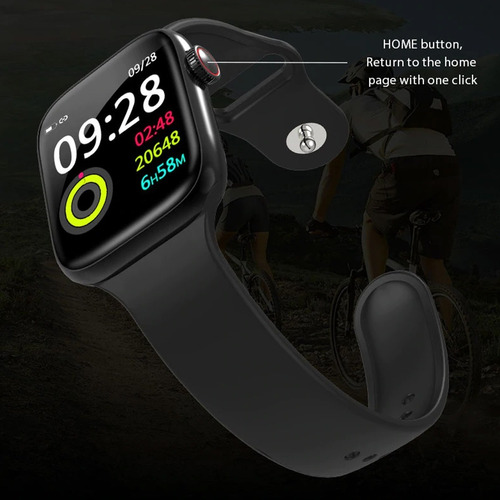 HOME button,
Return to the home
page with one click
09/28
09:28
02:48
20648
6H58M